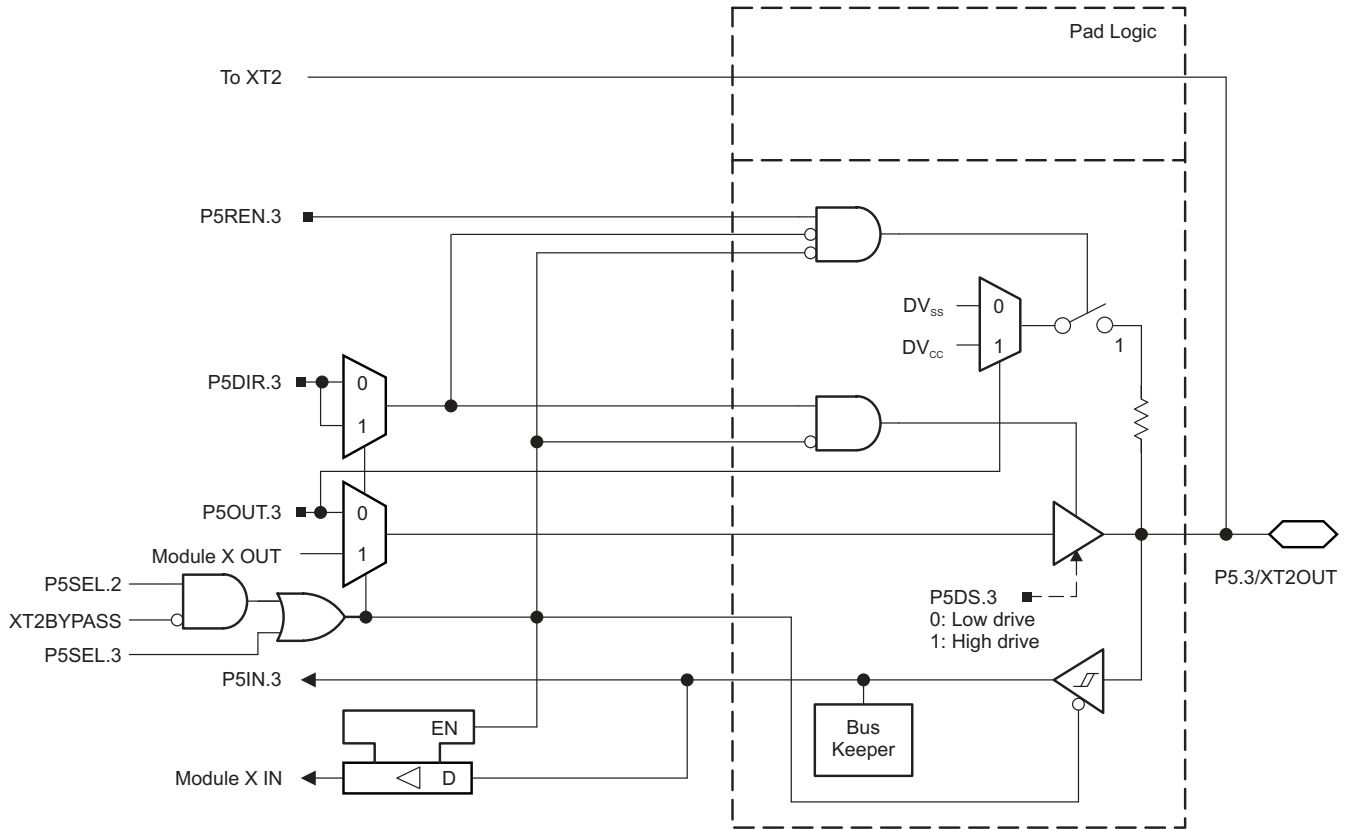 Pad Logic
To XT2
P5REN.3
DVSS
0
DVCC
1
1
P5DIR.3
0
1
P5OUT.3
0
Module X OUT
1
P5SEL.2
XT2BYPASS
P5SEL.3
P5.3/XT2OUT
P5DS.3
0: Low drive
1: High drive
P5IN.3
EN
Bus
Keeper
Module X IN
D